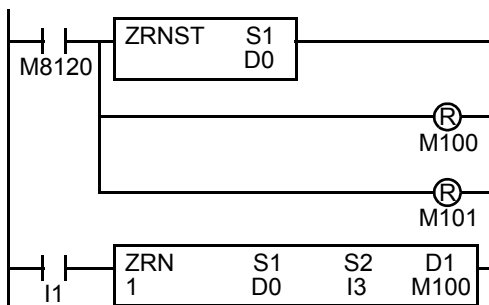 ZRNST S1
D0
M8120
R
M100
R
M101
ZRN S1 S2 D1
1 D0 I3 M100
I1